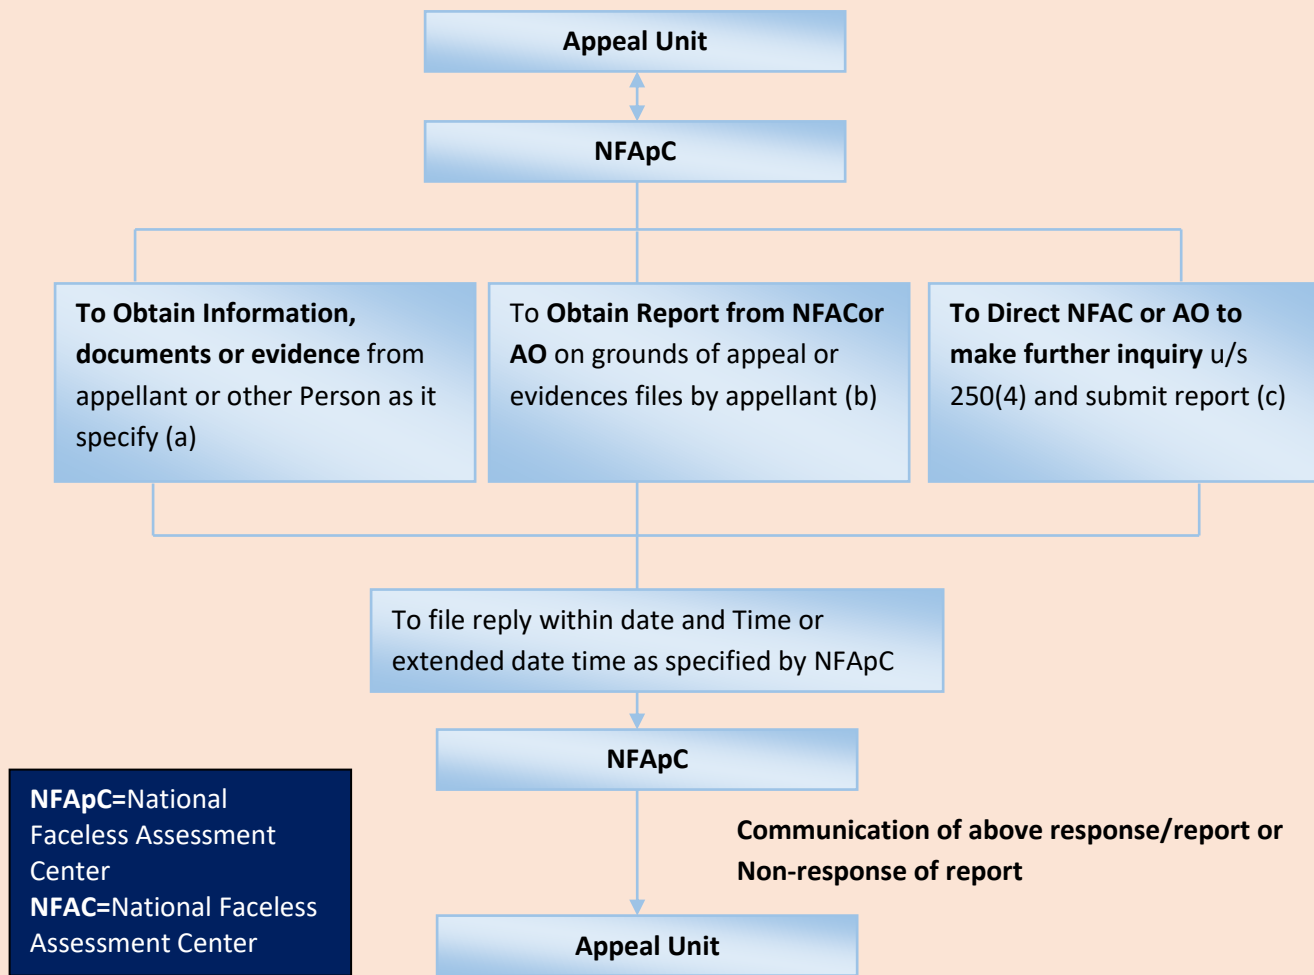 Appeal Unit
NFApC
To Obtain Information,
documents or evidence from
appellant or other Person as it
specify (a)
To Obtain Report from NFACor
AO on grounds of appeal or
evidences files by appellant (b)
To Direct NFAC or AO to
make further inquiry u/s
250(4) and submit report (c)
To file reply within date and Time or
extended date time as specified by NFApC
NFApC
NFApC=National
Faceless Assessment
Center
NFAC=National Faceless
Assessment Center
Communication of above response/report or
Non-response of report
Appeal Unit